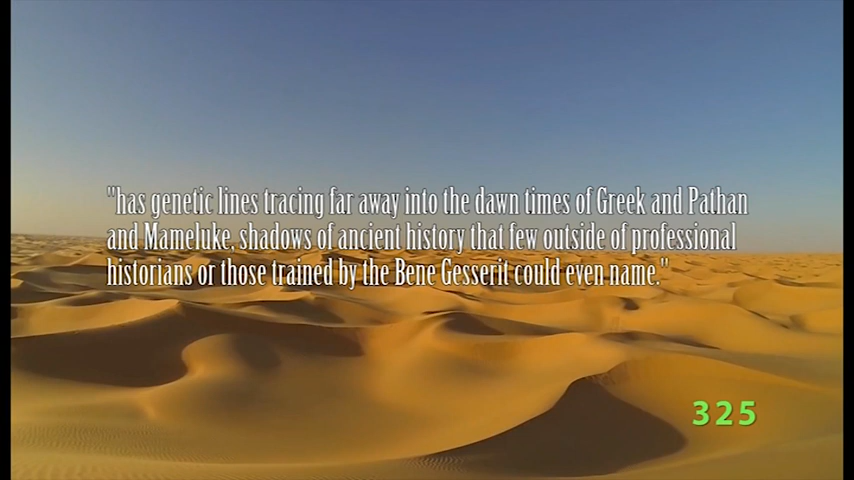 "has genetic lines tracing far away into the dawn times of Greek and Pathan
and Mameluke, shadows of ancient history that few outside of professional
historians or those trained by the Bene Gesserit could even name."
325